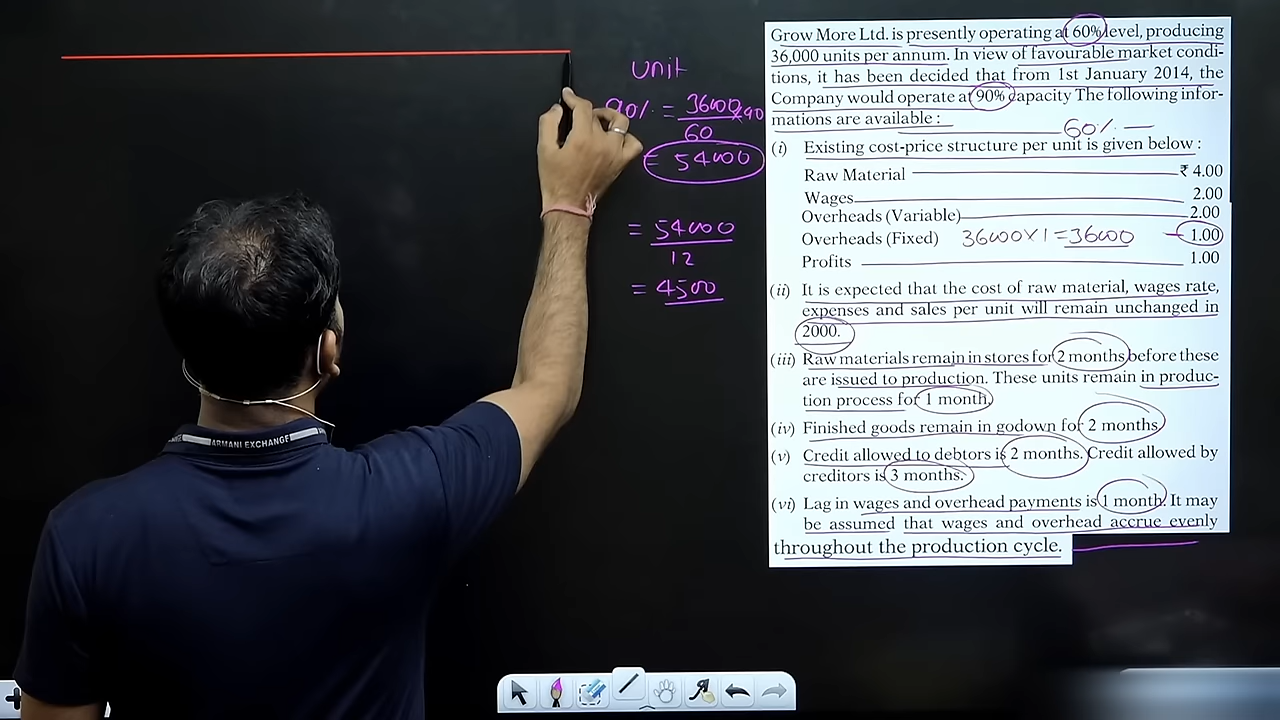 unit
90% = 36000×90
60
= 54000
= 54000
12
= 4500
Grow More Ltd. is presently operating at 60% level, producing
36,000 units per annum. In view of favourable market condi-
tions, it has been decided that from 1st January 2014, the
Company would operate at 90% capacity The following infor-
mations are available :
60% —
(i) Existing cost-price structure per unit is given below :
Raw Material ₹ 4.00
Wages 2.00
Overheads (Variable) 2.00
Overheads (Fixed) 36000×1=36000 1.00
Profits 1.00
(ii) It is expected that the cost of raw material, wages rate,
expenses and sales per unit will remain unchanged in
2000.
(iii) Raw materials remain in stores for 2 months before these
are issued to production. These units remain in produc-
tion process for 1 month.
(iv) Finished goods remain in godown for 2 months
(v) Credit allowed to debtors is 2 months. Credit allowed by
creditors is 3 months.
(vi) Lag in wages and overhead payments is 1 month. It may
be assumed that wages and overhead accrue evenly
throughout the production cycle.
ARMANI EXCHANGE